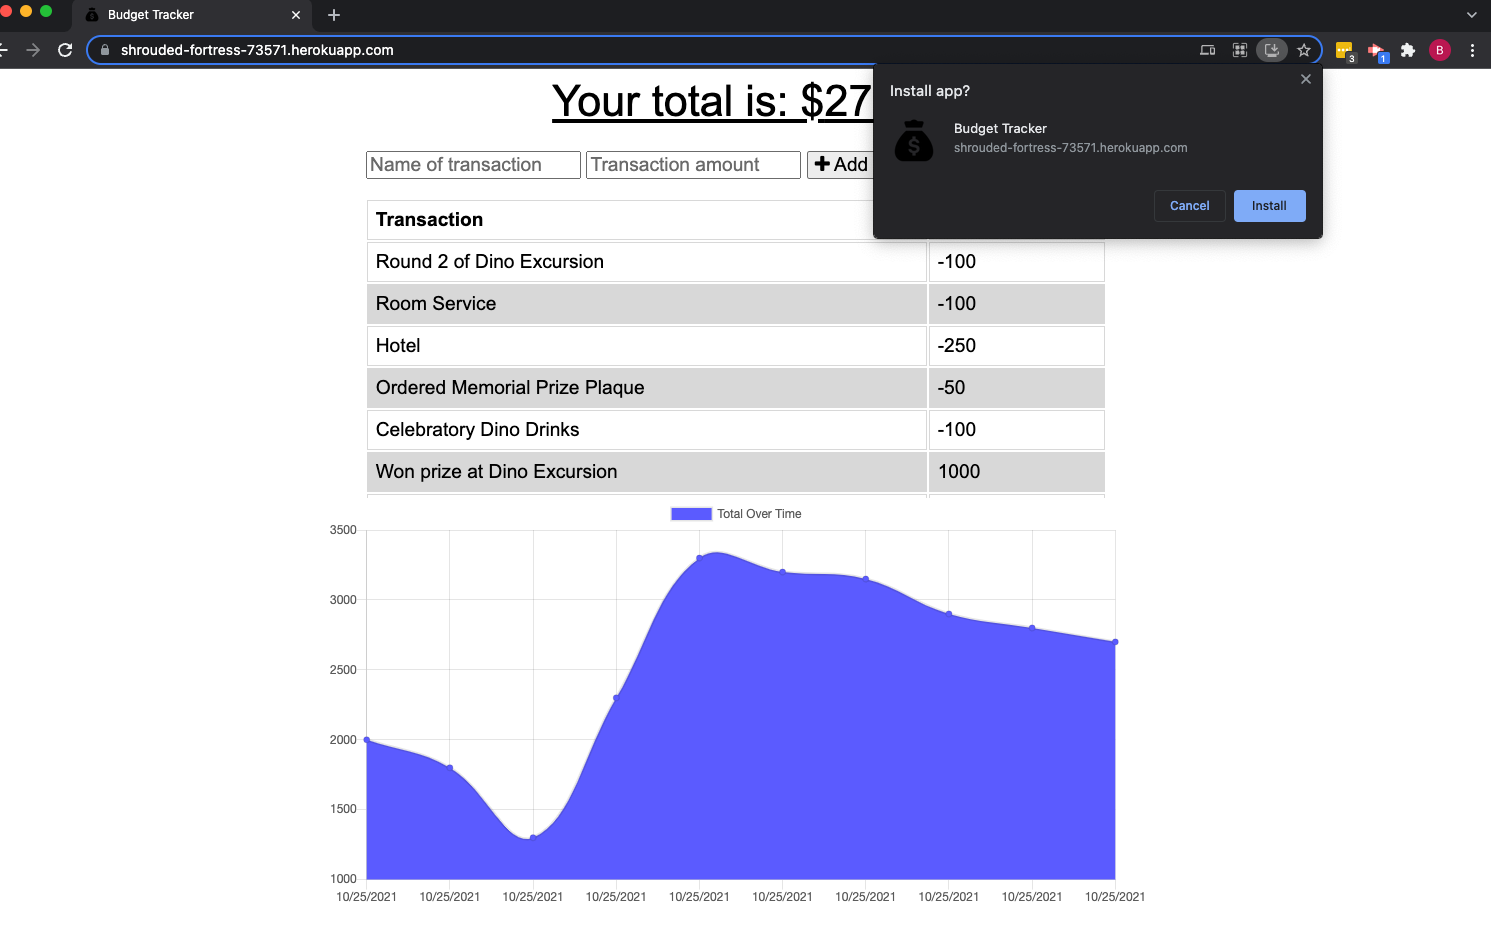 Budget Tracker
shrouded-fortress-73571.herokuapp.com
3
1
B
Your total is: $27
Install app?
Budget Tracker
shrouded-fortress-73571.herokuapp.com
Cancel
Install
Name of transaction
Transaction amount
Add
Transaction
Round 2 of Dino Excursion -100
Room Service -100
Hotel -250
Ordered Memorial Prize Plaque -50
Celebratory Dino Drinks -100
Won prize at Dino Excursion 1000
Total Over Time
3500
3000
2500
2000
1500
1000
10/25/2021 10/25/2021 10/25/2021 10/25/2021 10/25/2021 10/25/2021 10/25/2021 10/25/2021 10/25/2021 10/25/2021